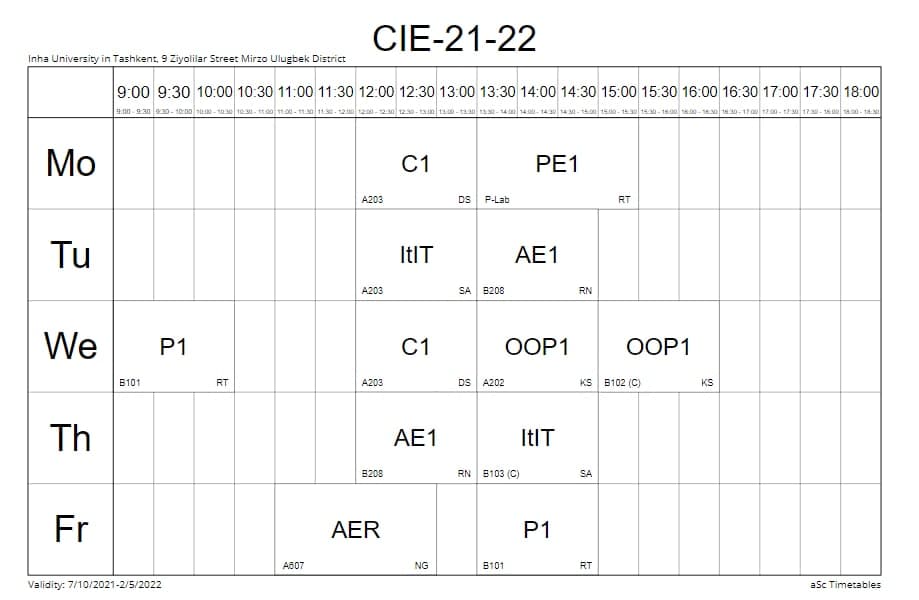 CIE-21-22
Inha University in Tashkent, 9 Ziyolilar Street Mirzo Ulugbek District
9:00 9:30 10:00 10:30 11:00 11:30 12:00 12:30 13:00 13:30 14:00 14:30 15:00 15:30 16:00 16:30 17:00 17:30 18:00
9:00 - 9:30 9:30 - 10:00 10:00 - 10:30 10:30 - 11:00 11:00 - 11:30 11:30 - 12:00 12:00 - 12:30 12:30 - 13:00 13:00 - 13:30 13:30 - 14:00 14:00 - 14:30 14:30 - 15:00 15:00 - 15:30 15:30 - 16:00 16:00 - 16:30 16:30 - 17:00 17:00 - 17:30 17:30 - 18:00 18:00 - 18:30
Mo C1 PE1
A203 DS P-Lab RT
Tu ItIT AE1
A203 SA B208 RN
We P1 C1 OOP1 OOP1
B101 RT A203 DS A202 KS B102 (C) KS
Th AE1 ItIT
B208 RN B103 (C) SA
Fr AER P1
A607 NG B101 RT
Validity: 7/10/2021-2/5/2022 aSc Timetables